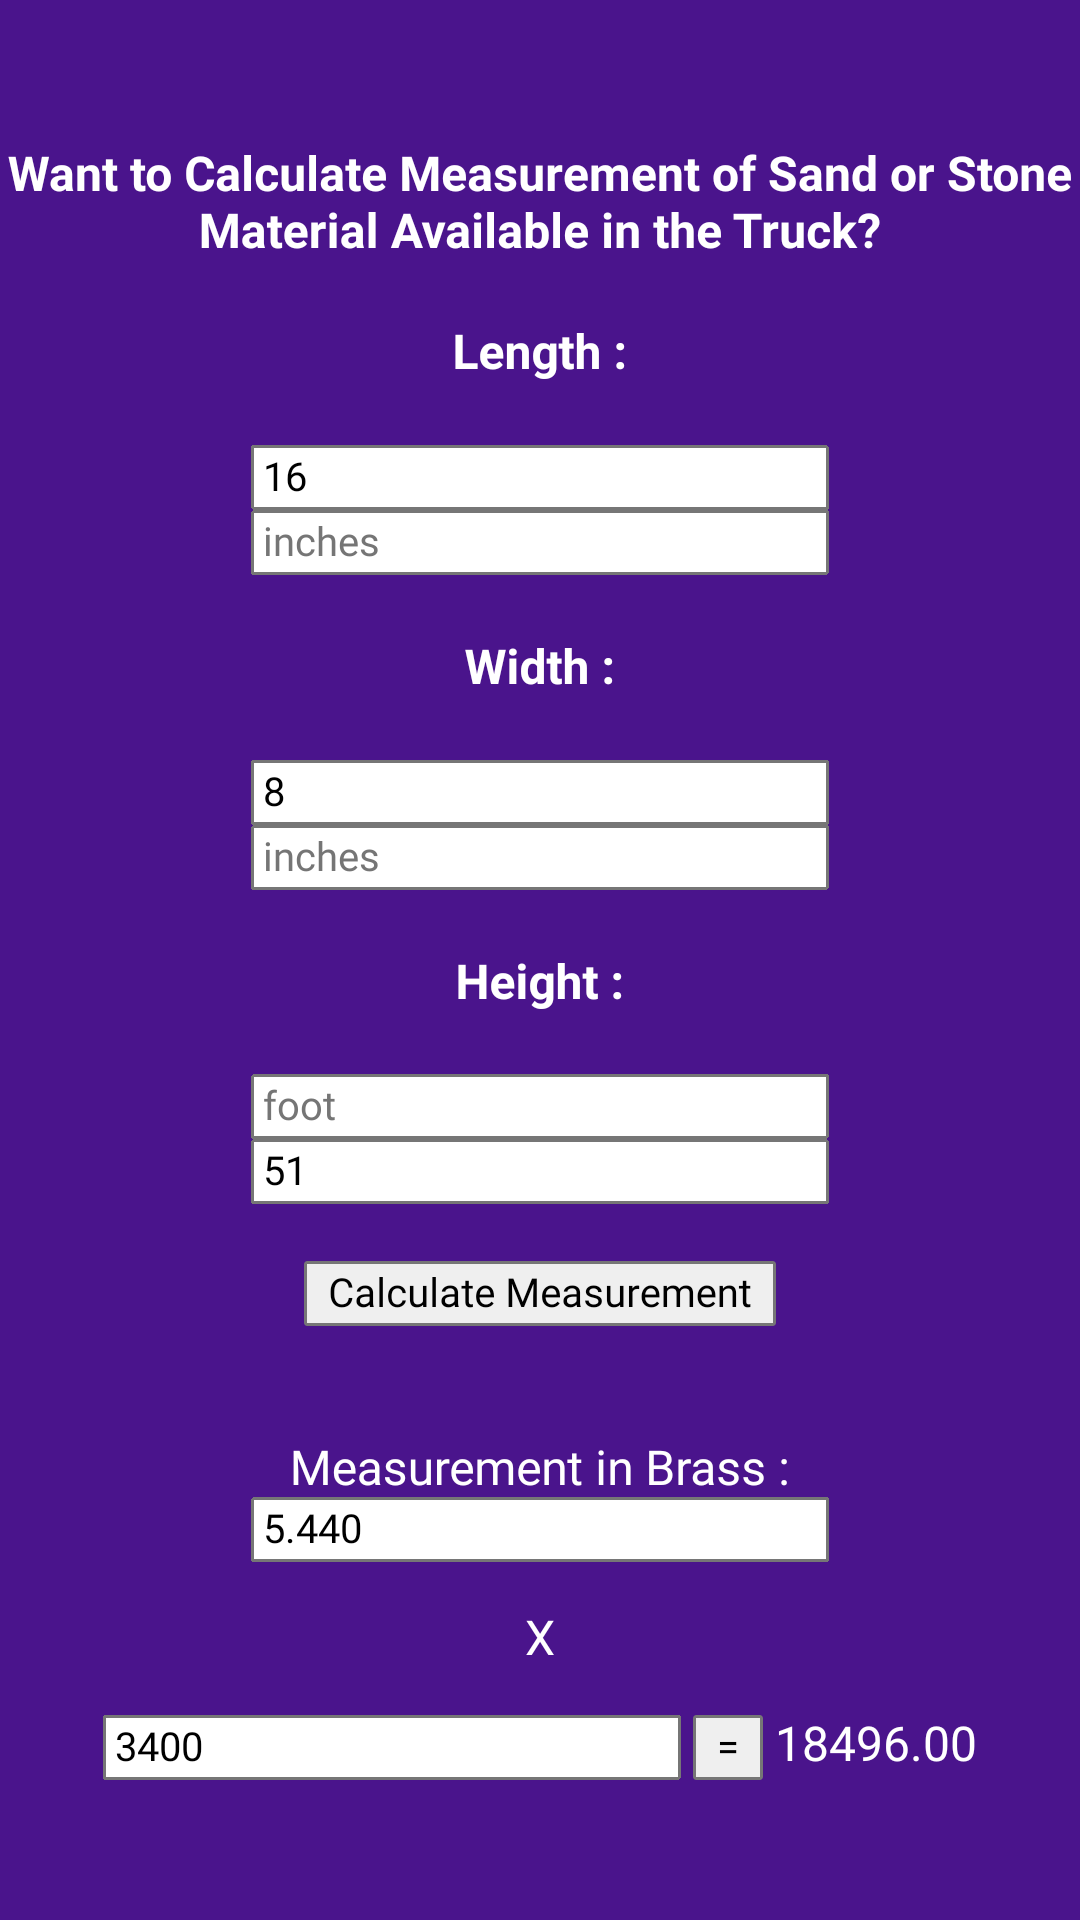 Want to Calculate Measurement of Sand or Stone
Material Available in the Truck?
Length :
16
inches
Width :
8
inches
Height :
foot
51
Calculate Measurement
Measurement in Brass :
5.440
X
3400 = 18496.00